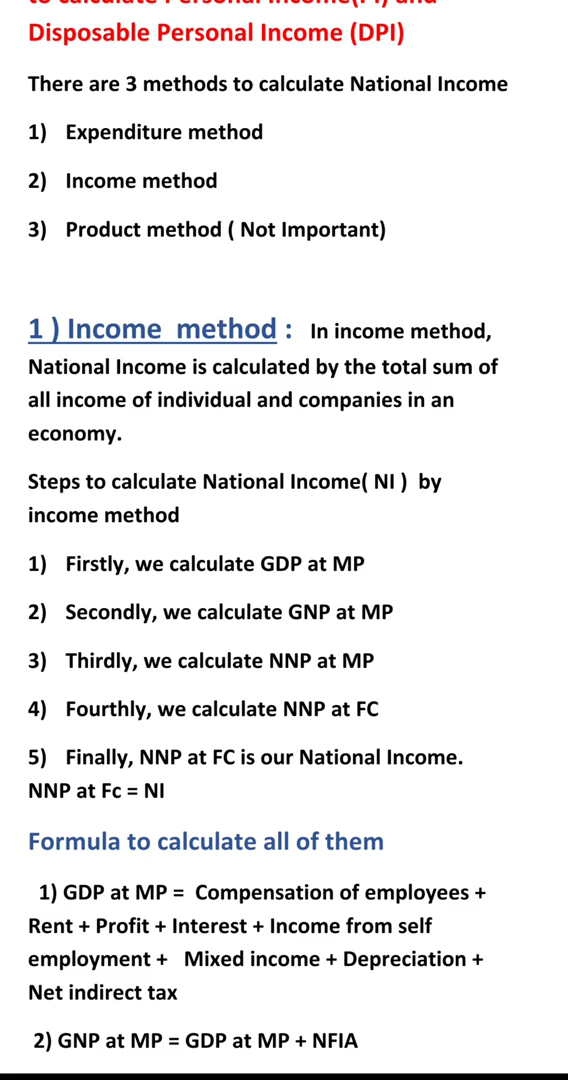 to calculate Personal Income(PI) and
Disposable Personal Income (DPI)
There are 3 methods to calculate National Income
1) Expenditure method
2) Income method
3) Product method ( Not Important)
1 ) Income method : In income method,
National Income is calculated by the total sum of
all income of individual and companies in an
economy.
Steps to calculate National Income( NI ) by
income method
1) Firstly, we calculate GDP at MP
2) Secondly, we calculate GNP at MP
3) Thirdly, we calculate NNP at MP
4) Fourthly, we calculate NNP at FC
5) Finally, NNP at FC is our National Income.
NNP at Fc = NI
Formula to calculate all of them
1) GDP at MP = Compensation of employees +
Rent + Profit + Interest + Income from self
employment + Mixed income + Depreciation +
Net indirect tax
2) GNP at MP = GDP at MP + NFIA